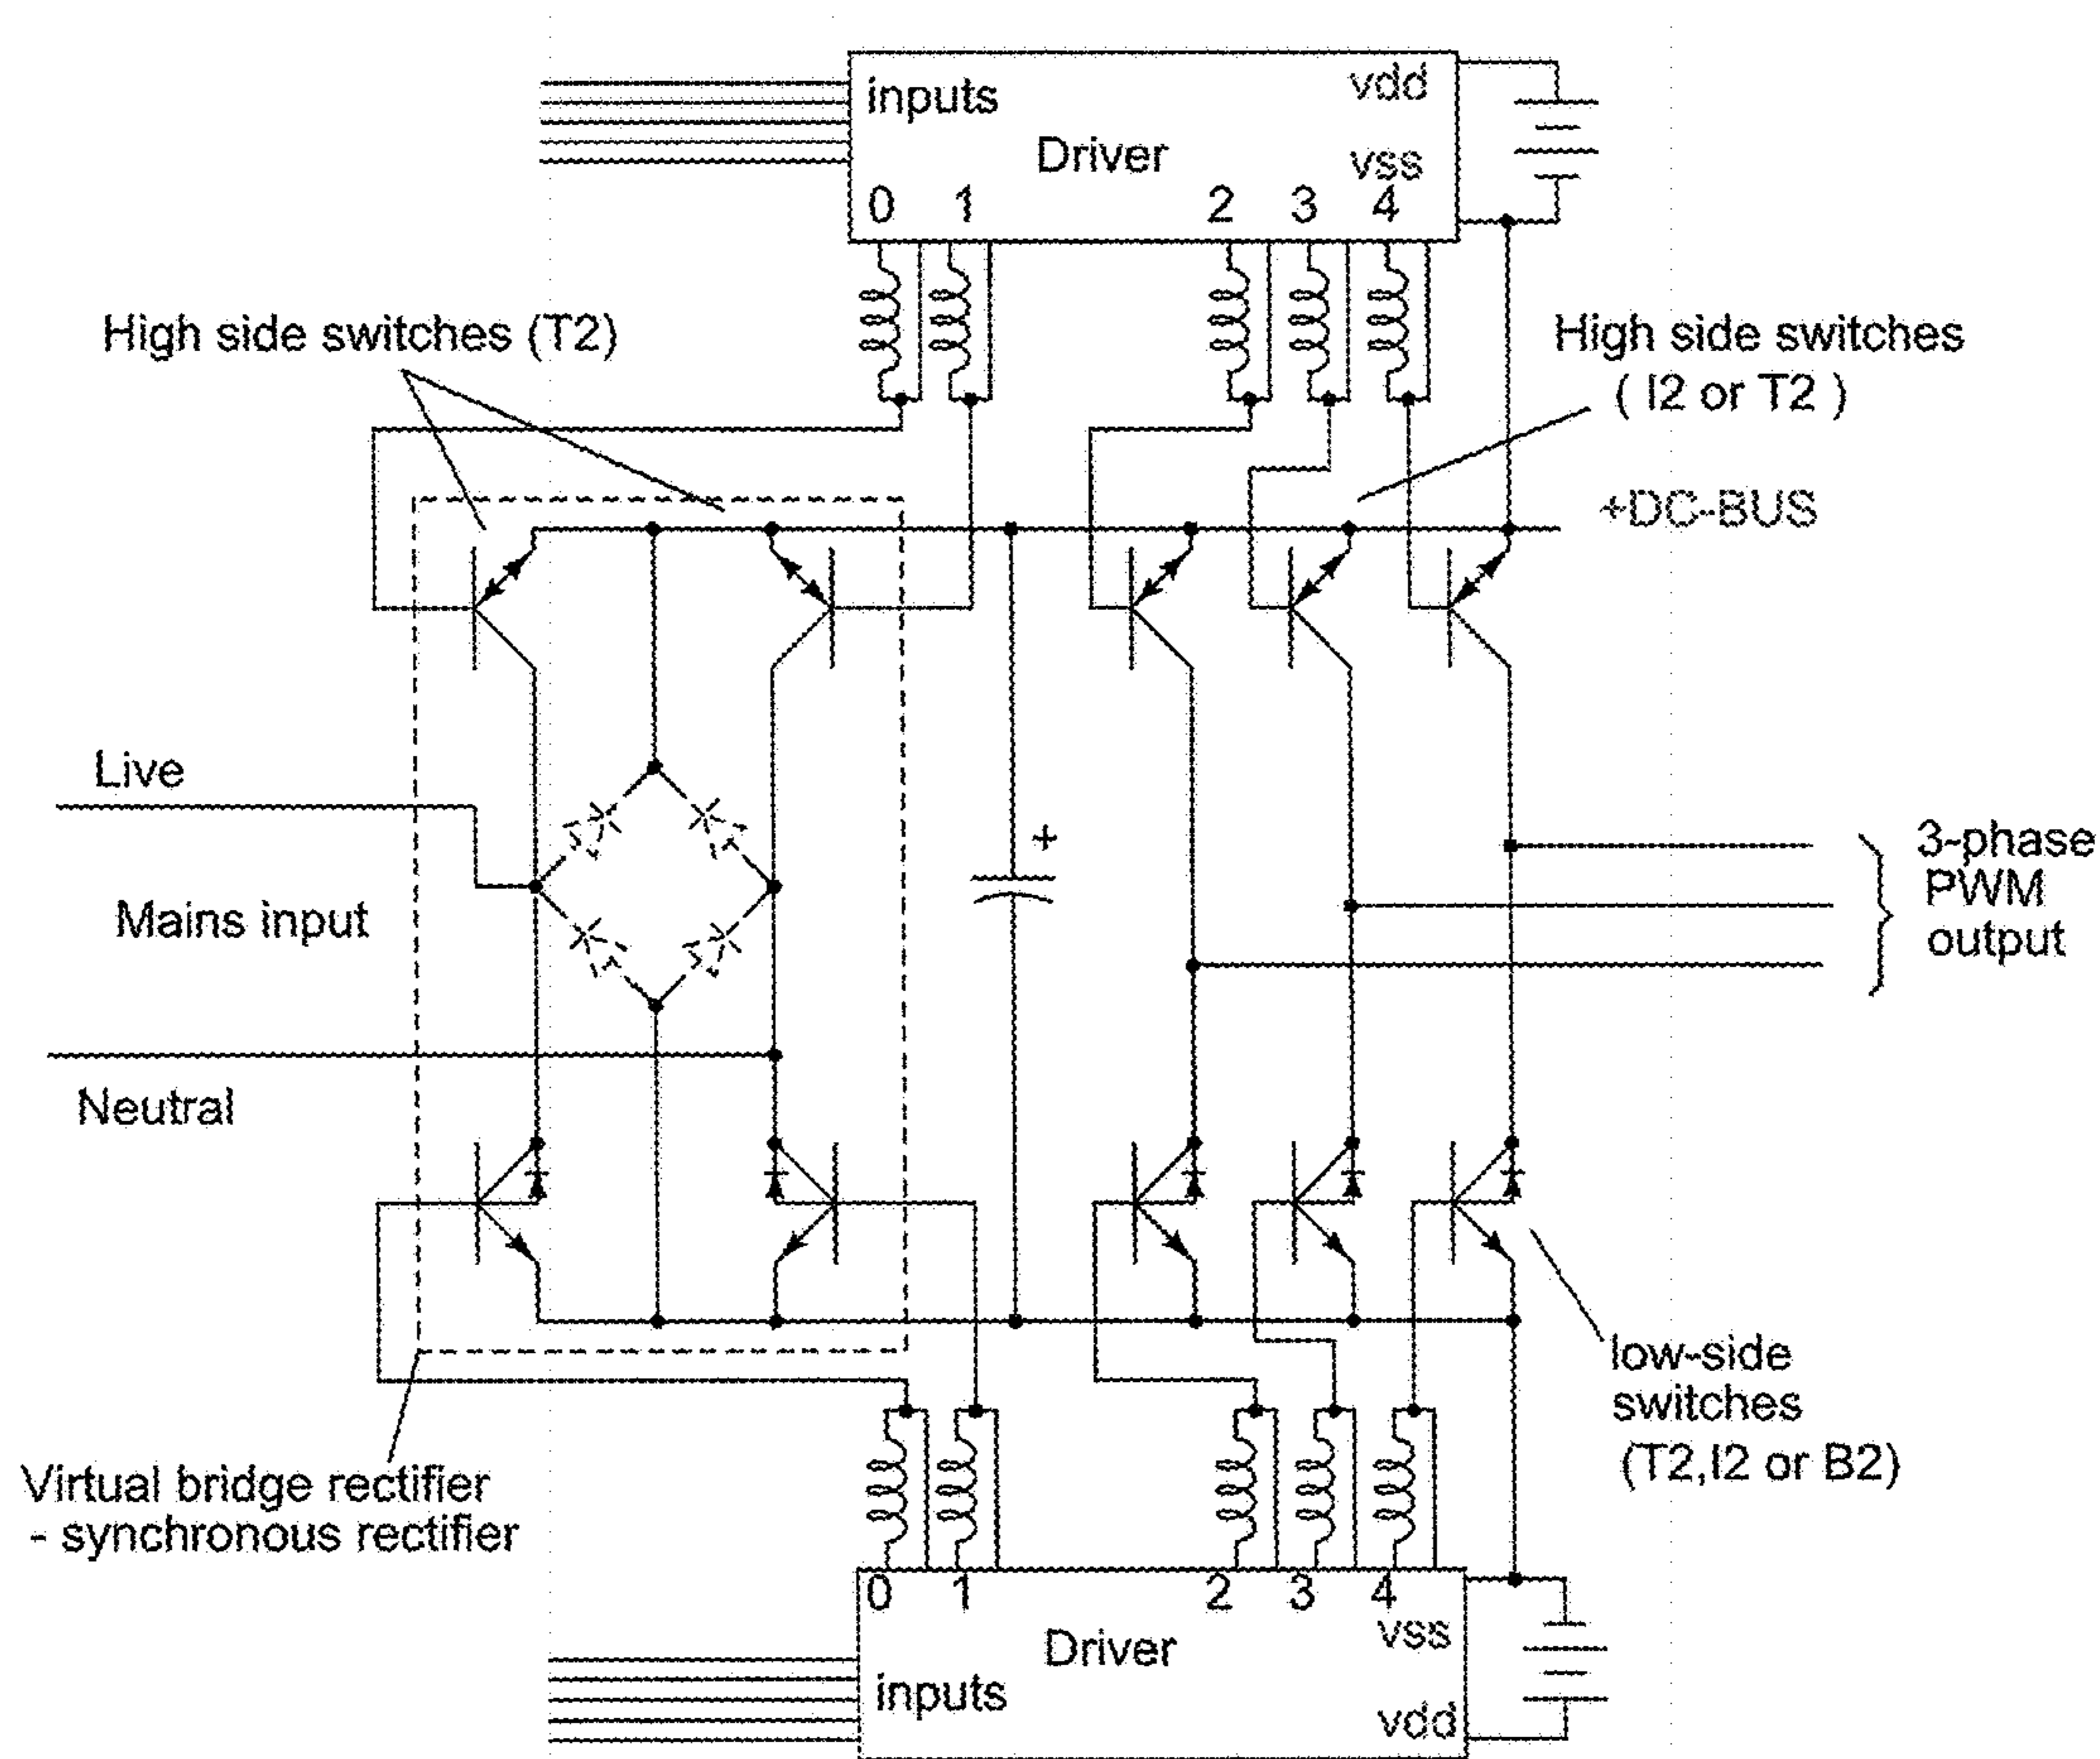 inputs
vdd
Driver
vss
0 1 2 3 4
High side switches (T2)
High side switches
( I2 or T2 )
+DC-BUS
Live
+
3-phase
PWM
output
Mains input
Neutral
low-side
switches
(T2,I2 or B2)
Virtual bridge rectifier
- synchronous rectifier
0 1 2 3 4
vss
Driver
inputs
vdd